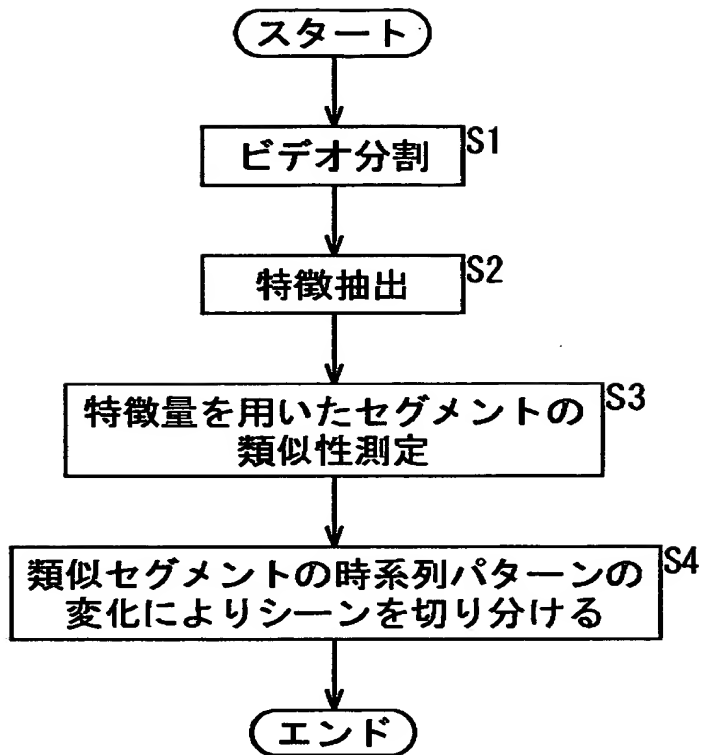 スタート
ビデオ分割
S1
特徴抽出
S2
特徴量を用いたセグメントの
類似性測定
S3
類似セグメントの時系列パターンの
変化によりシーンを切り分ける
S4
エンド